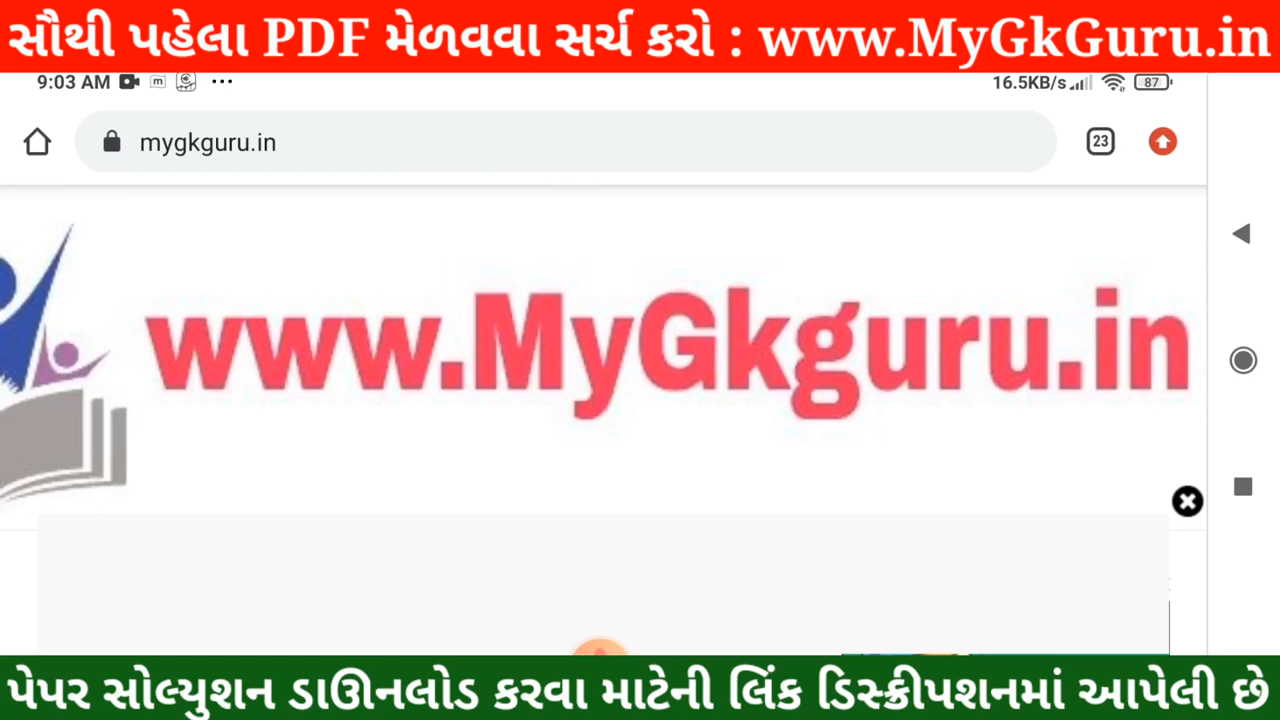 સૌથી પહેલા PDF મેળવવા સર્ચ કરો : www.MyGkGuru.in
9:03 AM m ... 16.5KB/s 87
mygkguru.in 23
www.MyGkguru.in
પેપર સોલ્યુશન ડાઊનલોડ કરવા માટેની લિંક ડિસ્ક્રીપશનમાં આપેલી છે